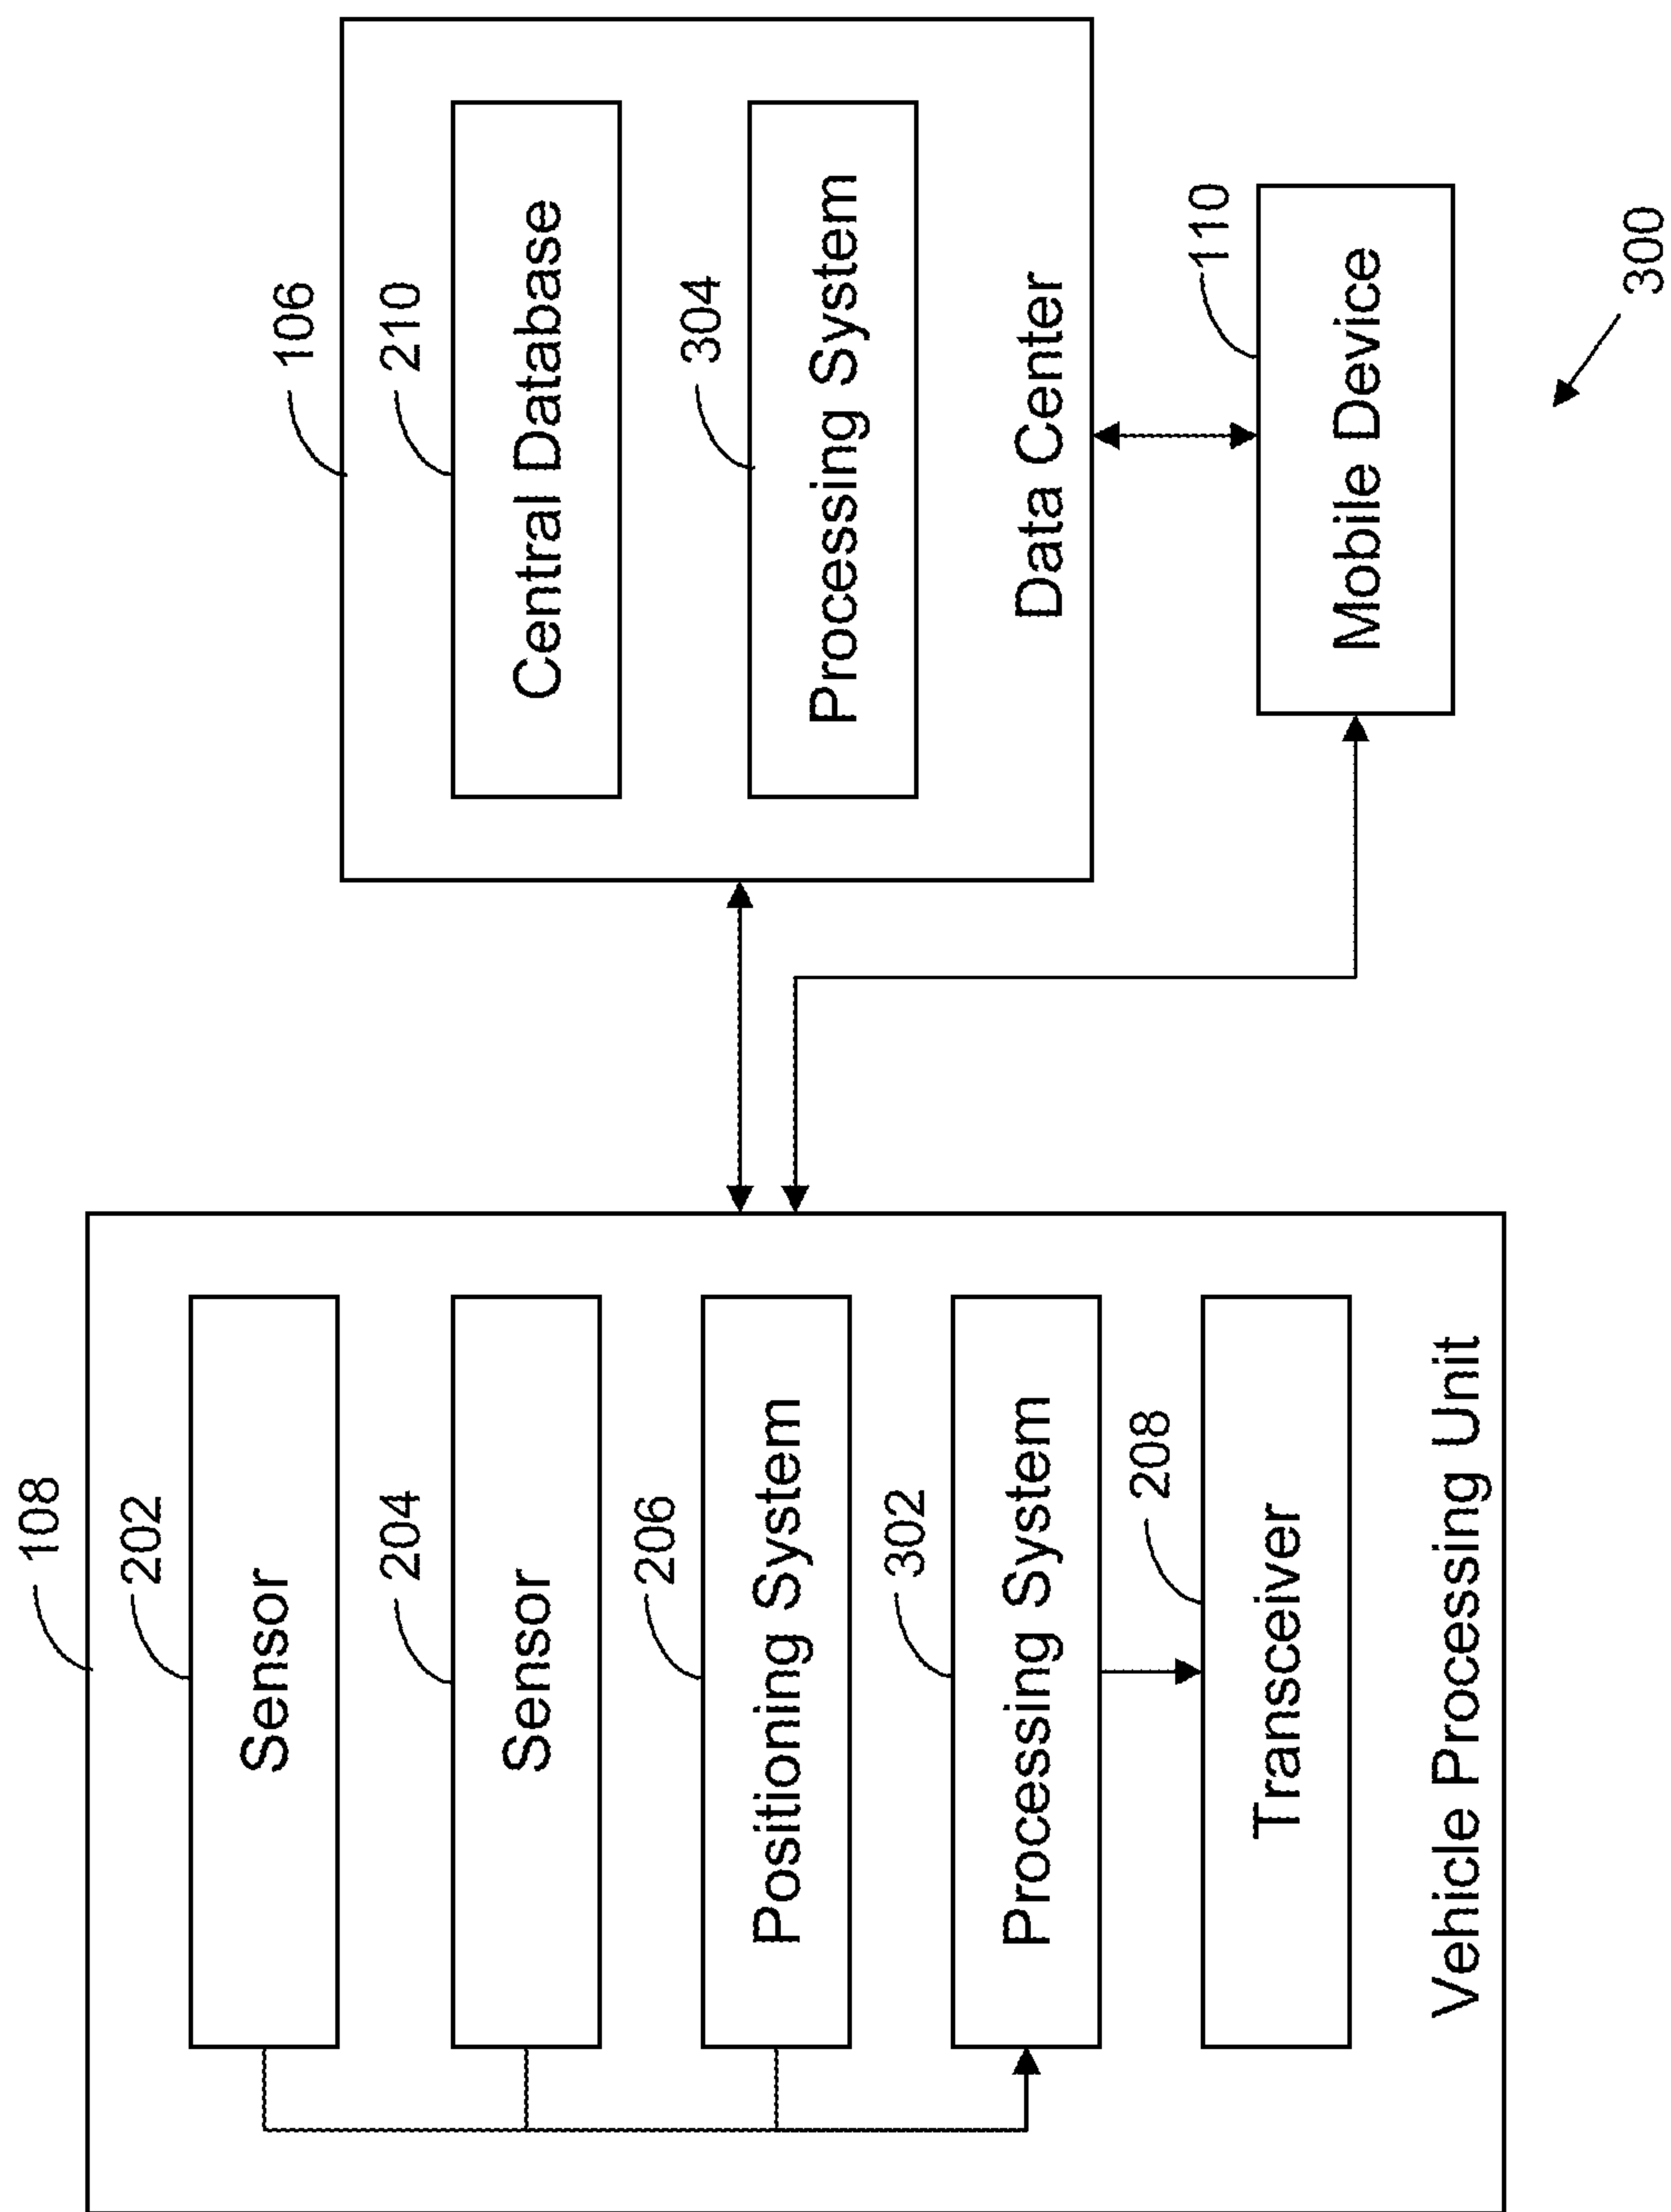 108
202
Sensor
204
Sensor
206
Positioning System
302
Processing System
208
Transceiver
Vehicle Processing Unit
106
210
Central Database
304
Processing System
Data Center
110
Mobile Device
300